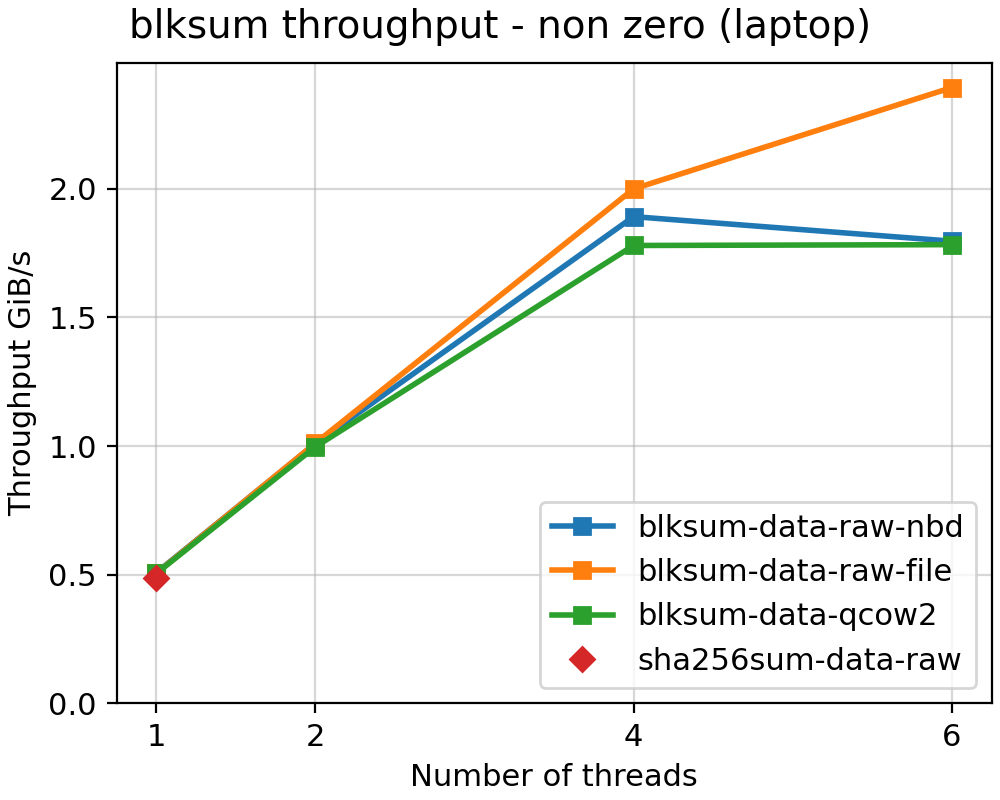 blksum throughput - non zero (laptop)
Throughput GiB/s
2.0
1.5
1.0
0.5
0.0
1 2 4 6
Number of threads
blksum-data-raw-nbd
blksum-data-raw-file
blksum-data-qcow2
sha256sum-data-raw